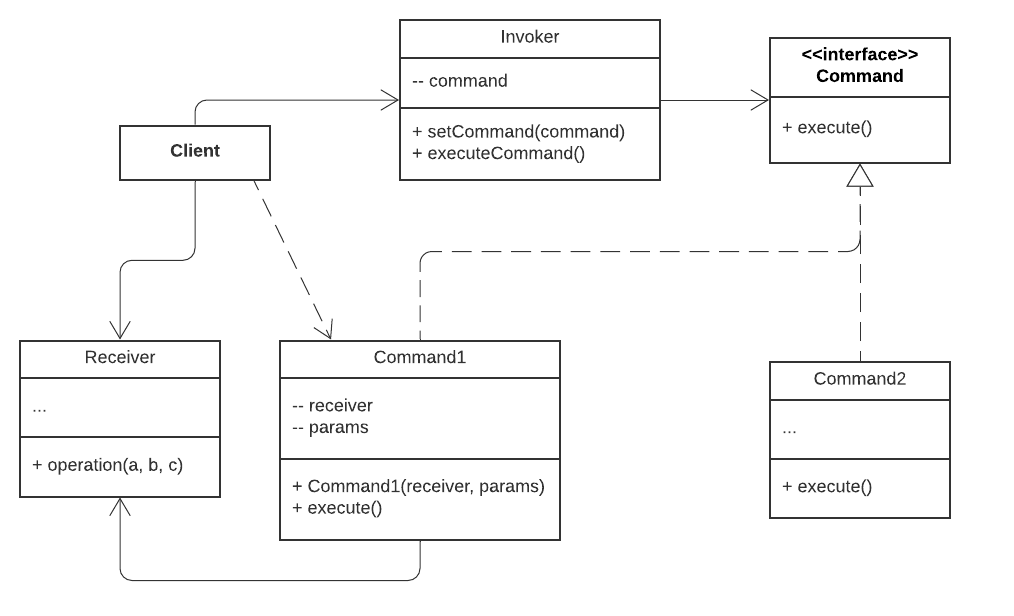 Invoker
-- command
+ setCommand(command)
+ executeCommand()
<<interface>>
Command
+ execute()
Client
Receiver
...
+ operation(a, b, c)
Command1
-- receiver
-- params
+ Command1(receiver, params)
+ execute()
Command2
...
+ execute()